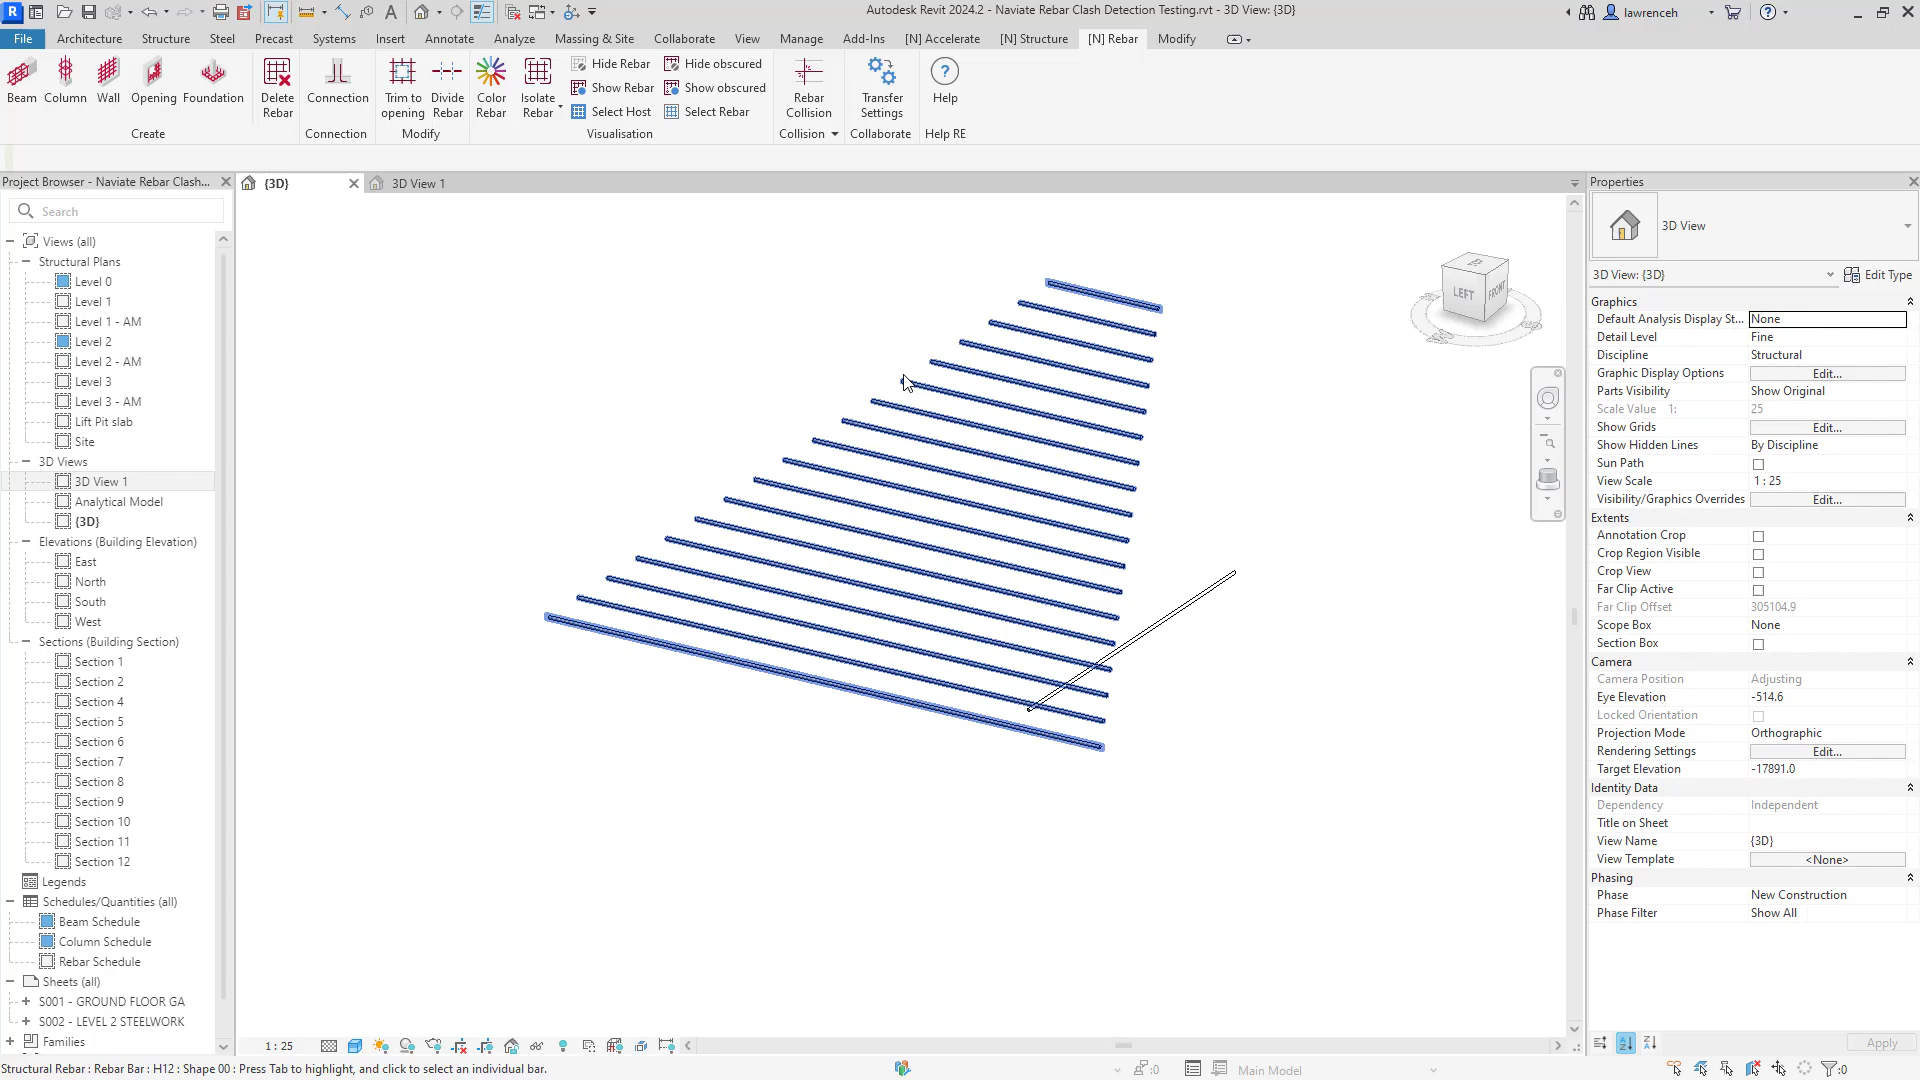 Autodesk Revit 2024.2 - Naviate Rebar Clash Detection Testing.rvt - 3D View: {3D}
lawrenceh
File
Architecture
Structure
Steel
Precast
Systems
Insert
Annotate
Analyze
Massing & Site
Collaborate
View
Manage
Add-Ins
[N] Accelerate
[N] Structure
[N] Rebar
Modify
Beam
Column
Wall
Opening
Foundation
Delete
Rebar
Connection
Trim to
opening
Divide
Rebar
Color
Rebar
Isolate
Rebar
Hide Rebar
Show Rebar
Select Host
Hide obscured
Show obscured
Select Rebar
Rebar
Collision
Transfer
Settings
Help
Create
Connection
Modify
Visualisation
Collision
Collaborate
Help RE
Project Browser - Naviate Rebar Clash...
Search
Views (all)
Structural Plans
Level 0
Level 1
Level 1 - AM
Level 2
Level 2 - AM
Level 3
Level 3 - AM
Lift Pit slab
Site
3D Views
3D View 1
Analytical Model
{3D}
Elevations (Building Elevation)
East
North
South
West
Sections (Building Section)
Section 1
Section 2
Section 4
Section 5
Section 6
Section 7
Section 8
Section 9
Section 10
Section 11
Section 12
Legends
Schedules/Quantities (all)
Beam Schedule
Column Schedule
Rebar Schedule
Sheets (all)
S001 - GROUND FLOOR GA
S002 - LEVEL 2 STEELWORK
Families
{3D}
3D View 1
LEFT
FRONT
1 : 25
Properties
3D View
3D View: {3D}
Edit Type
Graphics
Default Analysis Display St... None
Detail Level Fine
Discipline Structural
Graphic Display Options Edit...
Parts Visibility Show Original
Scale Value 1: 25
Show Grids Edit...
Show Hidden Lines By Discipline
Sun Path
View Scale 1 : 25
Visibility/Graphics Overrides Edit...
Extents
Annotation Crop
Crop Region Visible
Crop View
Far Clip Active
Far Clip Offset 305104.9
Scope Box None
Section Box
Camera
Camera Position Adjusting
Eye Elevation -514.6
Locked Orientation
Projection Mode Orthographic
Rendering Settings Edit...
Target Elevation -17891.0
Identity Data
Dependency Independent
Title on Sheet
View Name {3D}
View Template <None>
Phasing
Phase New Construction
Phase Filter Show All
Apply
Structural Rebar : Rebar Bar : H12 : Shape 00 : Press Tab to highlight, and click to select an individual bar.
:0
Main Model
:0